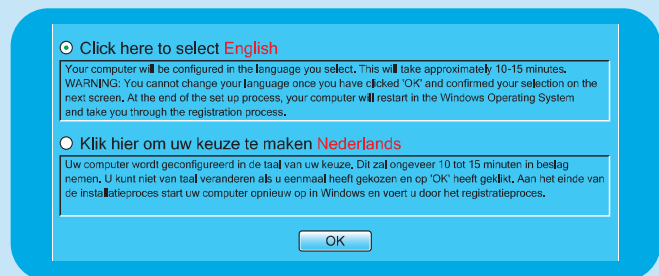 Click here to select English
Your computer will be configured in the language you select. This will take approximately 10-15 minutes.
WARNING: You cannot change your language once you have clicked 'OK' and confirmed your selection on the
next screen. At the end of the set up process, your computer will restart in the Windows Operating System
and take you through the registration process.
Klik hier om uw keuze te maken Nederlands
Uw computer wordt geconfigureerd in de taal van uw keuze. Dit zal ongeveer 10 tot 15 minuten in beslag
nemen. U kunt niet van taal veranderen als u eenmaal heeft gekozen en op 'OK' heeft geklikt. Aan het einde van
de installatieproces start uw computer opnieuw op in Windows en voert u door het registratieproces.
OK